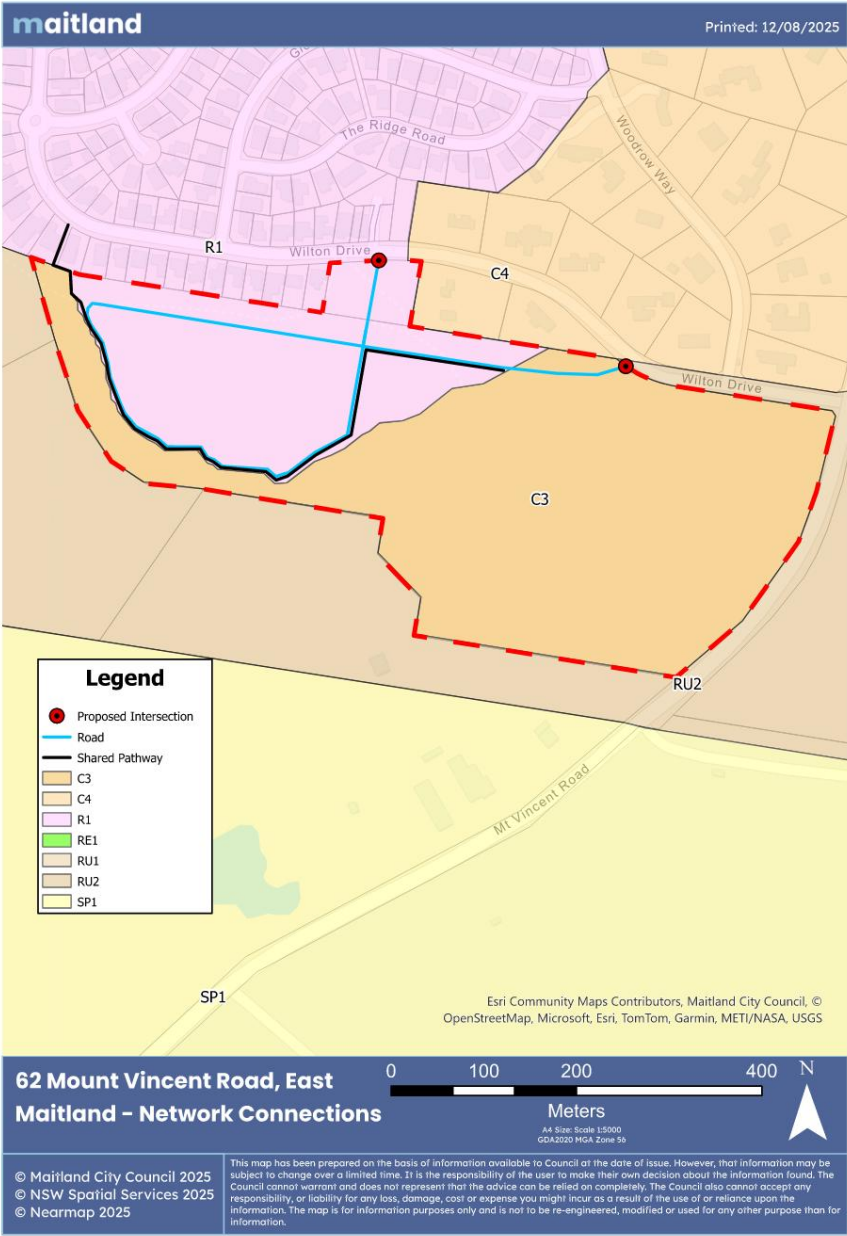 maitland
Printed: 12/08/2025
The Ridge Road
Woodrow Way
R1
Wilton Drive
C4
Wilton Drive
C3
RU2
Legend
Proposed Intersection
Road
Shared Pathway
C3
C4
R1
RE1
RU1
RU2
SP1
Mt Vincent Road
SP1
Esri Community Maps Contributors, Maitland City Council, ©
OpenStreetMap, Microsoft, Esri, TomTom, Garmin, METI/NASA, USGS
62 Mount Vincent Road, East
Maitland - Network Connections
0 100 200 400
Meters
A4 Size: Scale 1:5000
GDA2020 MGA Zone 56
N
© Maitland City Council 2025
© NSW Spatial Services 2025
© Nearmap 2025
This map has been prepared on the basis of information available to Council at the date of issue. However, that information may be
subject to change over a limited time. It is the responsibility of the user to make their own decision about the information found. The
Council cannot warrant and does not represent that the advice can be relied on completely. The Council also cannot accept any
responsibility, or liability for any loss, damage, cost or expense you might incur as a result of the use of or reliance upon the
information. The map is for information purposes only and is not to be re-engineered, modified or used for any other purpose than for
information.